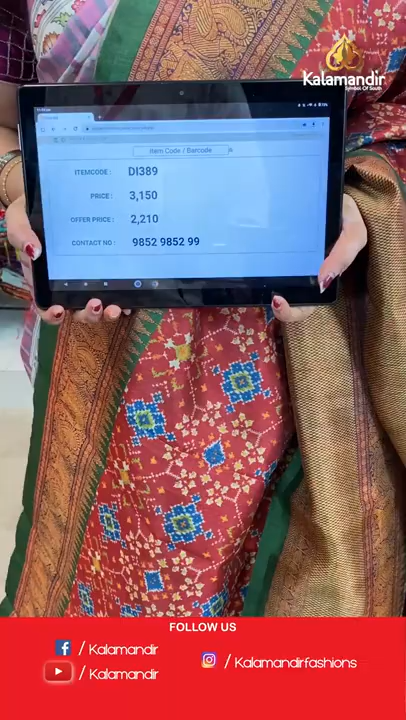 Kalamandir
Symbol Of South
Item Code / Barcode
ITEMCODE : DI389
PRICE : 3,150
OFFER PRICE : 2,210
CONTACT NO : 9852 9852 99
FOLLOW US
/ Kalamandir
/ Kalamandirfashions
/ Kalamandir